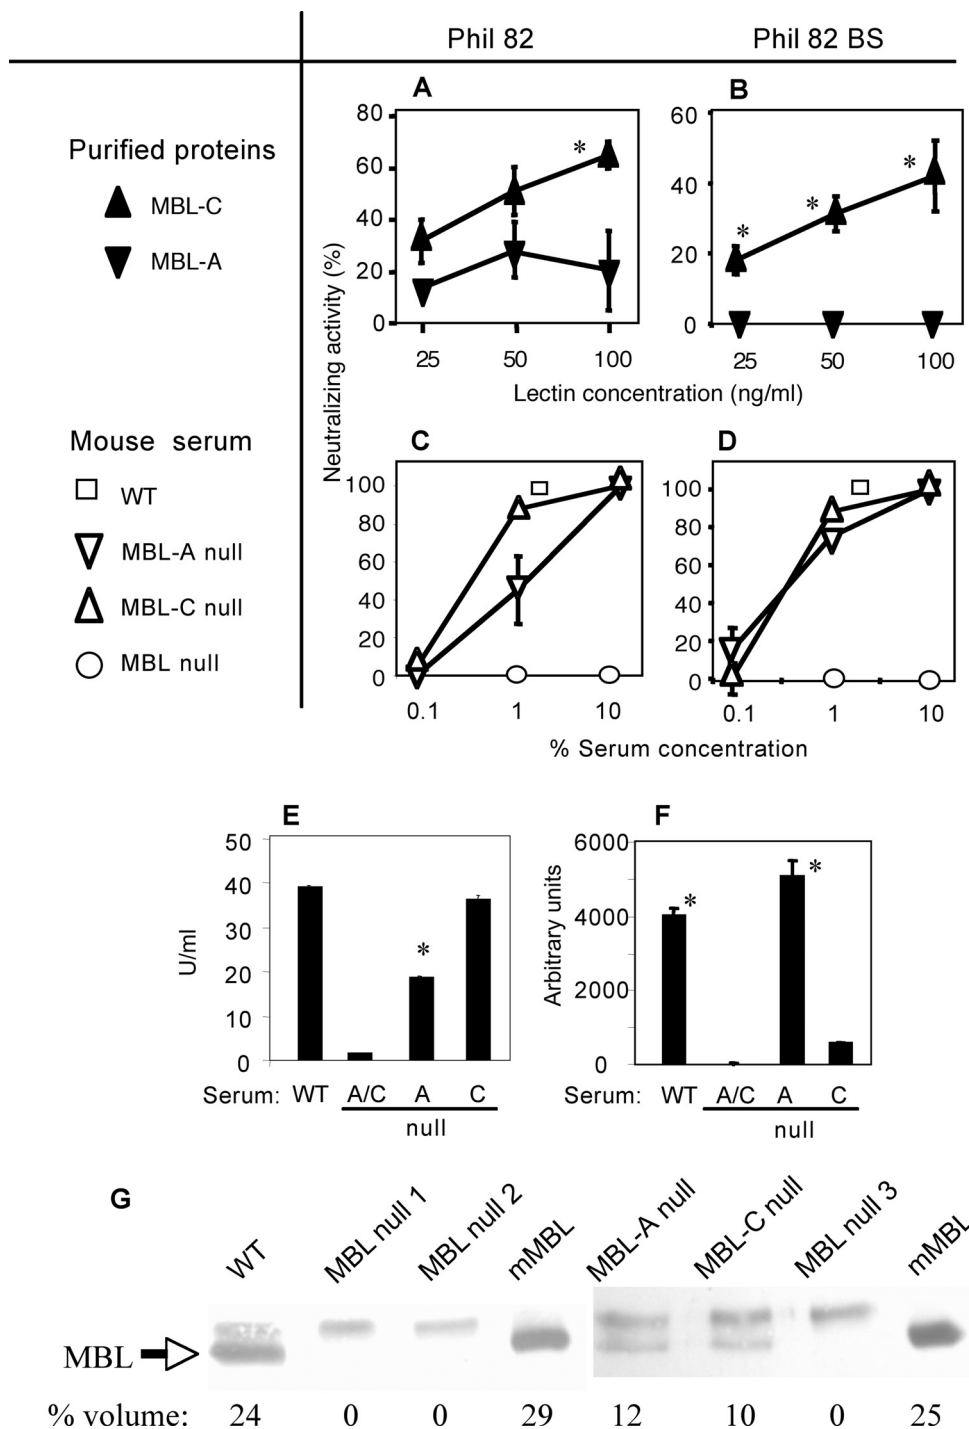 Phil 82 Phil 82 BS
Purified proteins
MBL-C
MBL-A
A
80
60
40
20
0
25 50 100
B
60
40
20
0
25 50 100
Lectin concentration (ng/ml)
Neutralizing activity (%)
Mouse serum
WT
MBL-A null
MBL-C null
MBL null
C
100
80
60
40
20
0
0.1 1 10
D
100
80
60
40
20
0
0.1 1 10
% Serum concentration
E
U/ml
50
40
30
20
10
0
*
Serum: WT A/C A C
null
F
Arbitrary units
6000
4000
2000
0
* *
Serum: WT A/C A C
null
G
WT MBL null 1 MBL null 2 mMBL MBL-A null MBL-C null MBL null 3 mMBL
MBL
% volume: 24 0 0 29 12 10 0 25